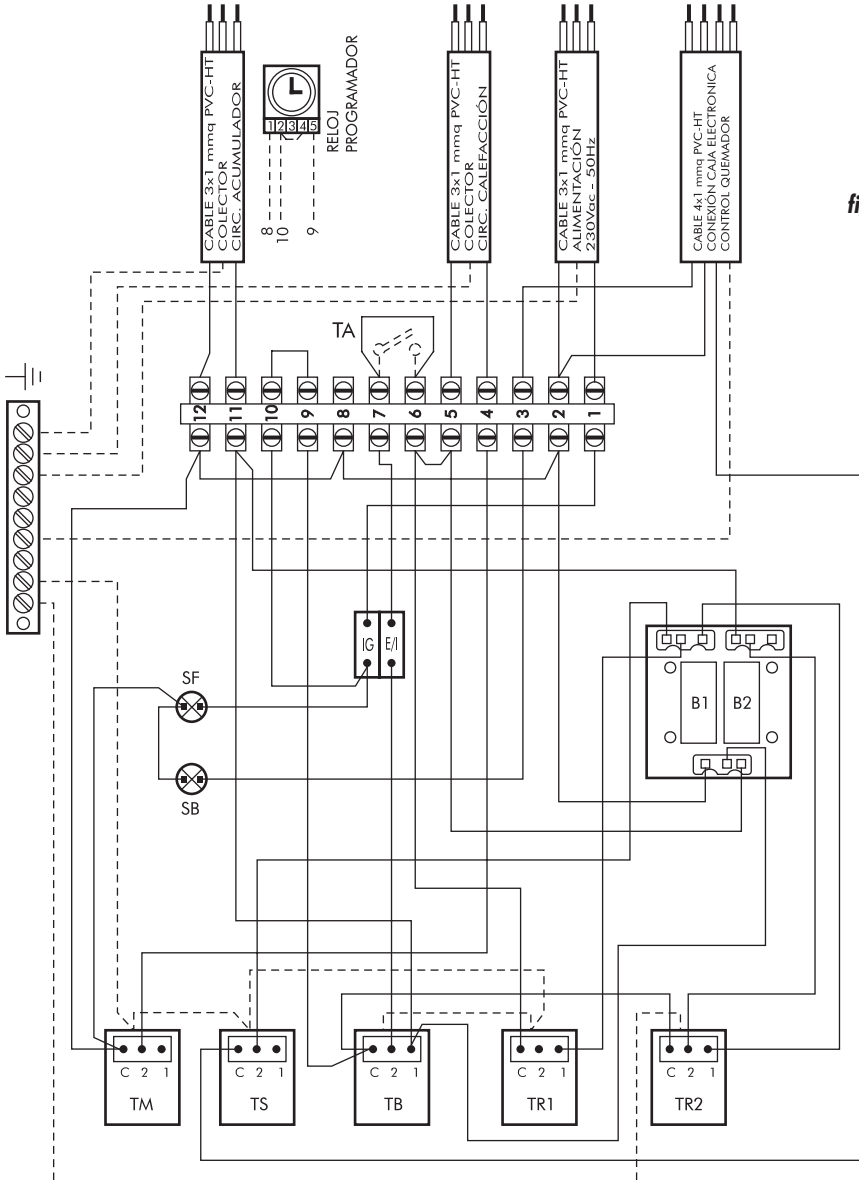 CABLE 3x1 mmq PVC-HT
COLECTOR
CIRC. ACUMULADOR
1 2 3 4 5
RELOJ
PROGRAMADOR
8
10
9
CABLE 3x1 mmq PVC-HT
COLECTOR
CIRC. CALEFACCIÓN
CABLE 3x1 mmq PVC-HT
ALIMENTACIÓN
230Vac - 50Hz
CABLE 4x1 mmq PVC-HT
CONEXIÓN CAJA ELECTRONICA
CONTROL QUEMADOR
fi
TA
12 11 10 9 8 7 6 5 4 3 2 1
IG E/I
SF
SB
B1 B2
C 2 1
TM
C 2 1
TS
C 2 1
TB
C 2 1
TR1
C 2 1
TR2